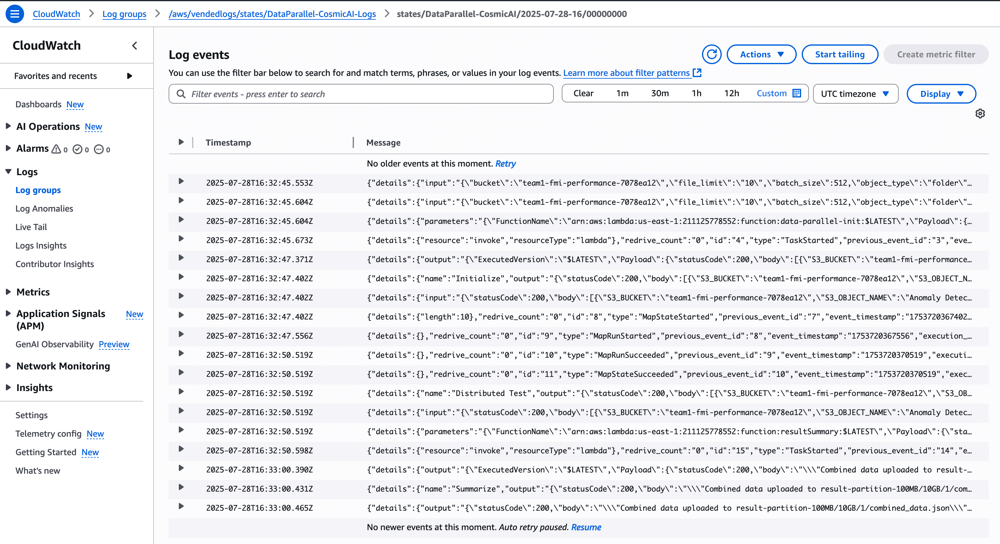 CloudWatch > Log groups > /aws/vendedlogs/states/DataParallel-CosmicAI-Logs > states/DataParallel-CosmicAI/2025-07-28-16/00000000
CloudWatch
Favorites and recents
Dashboards New
AI Operations New
Alarms 0 0 0
Logs
Log groups
Log Anomalies
Live Tail
Logs Insights
Contributor Insights
Metrics
Application Signals New
(APM)
GenAI Observability Preview
Network Monitoring
Insights
Settings
Telemetry config New
Getting Started New
What's new
Log events
Actions
Start tailing
Create metric filter
You can use the filter bar below to search for and match terms, phrases, or values in your log events. Learn more about filter patterns
Filter events - press enter to search
Clear 1m 30m 1h 12h Custom
UTC timezone
Display
Timestamp Message
No older events at this moment. Retry
2025-07-28T16:32:45.553Z {"details":{"input":"{\"bucket\":\"team1-fmi-performance-7078ea12\",\"file_limit\":\"10\",\"batch_size\":512,\"object_type\":\"folder\"…
2025-07-28T16:32:45.604Z {"details":{"input":"{\"bucket\":\"team1-fmi-performance-7078ea12\",\"file_limit\":\"10\",\"batch_size\":512,\"object_type\":\"folder\"…
2025-07-28T16:32:45.604Z {"details":{"parameters":"{\"FunctionName\":\"arn:aws:lambda:us-east-1:211125778552:function:data-parallel-init:$LATEST\",\"Payload\":{…
2025-07-28T16:32:45.673Z {"details":{"resource":"invoke","resourceType":"lambda"},"redrive_count":"0","id":"4","type":"TaskStarted","previous_event_id":"3","eve…
2025-07-28T16:32:47.371Z {"details":{"output":"{\"ExecutedVersion\":\"$LATEST\",\"Payload\":{\"statusCode\":200,\"body\":[{\"S3_BUCKET\":\"team1-fmi-performance…
2025-07-28T16:32:47.402Z {"details":{"name":"Initialize","output":"{\"statusCode\":200,\"body\":[{\"S3_BUCKET\":\"team1-fmi-performance-7078ea12\",\"S3_OBJECT_N…
2025-07-28T16:32:47.402Z {"details":{"input":"{\"statusCode\":200,\"body\":[{\"S3_BUCKET\":\"team1-fmi-performance-7078ea12\",\"S3_OBJECT_NAME\":\"Anomaly Detec…
2025-07-28T16:32:47.402Z {"details":{"length":10},"redrive_count":"0","id":"8","type":"MapStateStarted","previous_event_id":"7","event_timestamp":"1753720367402…
2025-07-28T16:32:47.556Z {"details":{},"redrive_count":"0","id":"9","type":"MapRunStarted","previous_event_id":"8","event_timestamp":"1753720367556","execution_…
2025-07-28T16:32:50.519Z {"details":{},"redrive_count":"0","id":"10","type":"MapRunSucceeded","previous_event_id":"9","event_timestamp":"1753720370519","executi…
2025-07-28T16:32:50.519Z {"details":{},"redrive_count":"0","id":"11","type":"MapStateSucceeded","previous_event_id":"10","event_timestamp":"1753720370519","exec…
2025-07-28T16:32:50.519Z {"details":{"name":"Distributed Test","output":"{\"statusCode\":200,\"body\":[{\"S3_BUCKET\":\"team1-fmi-performance-7078ea12\",\"S3_OB…
2025-07-28T16:32:50.519Z {"details":{"input":"{\"statusCode\":200,\"body\":[{\"S3_BUCKET\":\"team1-fmi-performance-7078ea12\",\"S3_OBJECT_NAME\":\"Anomaly Detec…
2025-07-28T16:32:50.519Z {"details":{"parameters":"{\"FunctionName\":\"arn:aws:lambda:us-east-1:211125778552:function:resultSummary:$LATEST\",\"Payload\":{\"sta…
2025-07-28T16:32:50.598Z {"details":{"resource":"invoke","resourceType":"lambda"},"redrive_count":"0","id":"15","type":"TaskStarted","previous_event_id":"14","e…
2025-07-28T16:33:00.390Z {"details":{"output":"{\"ExecutedVersion\":\"$LATEST\",\"Payload\":{\"statusCode\":200,\"body\":\"\\\"Combined data uploaded to result-…
2025-07-28T16:33:00.431Z {"details":{"name":"Summarize","output":"{\"statusCode\":200,\"body\":\"\\\"Combined data uploaded to result-partition-100MB/10GB/1/com…
2025-07-28T16:33:00.465Z {"details":{"output":"{\"statusCode\":200,\"body\":\"\\\"Combined data uploaded to result-partition-100MB/10GB/1/combined_data.json\\\"…
No newer events at this moment. Auto retry paused. Resume